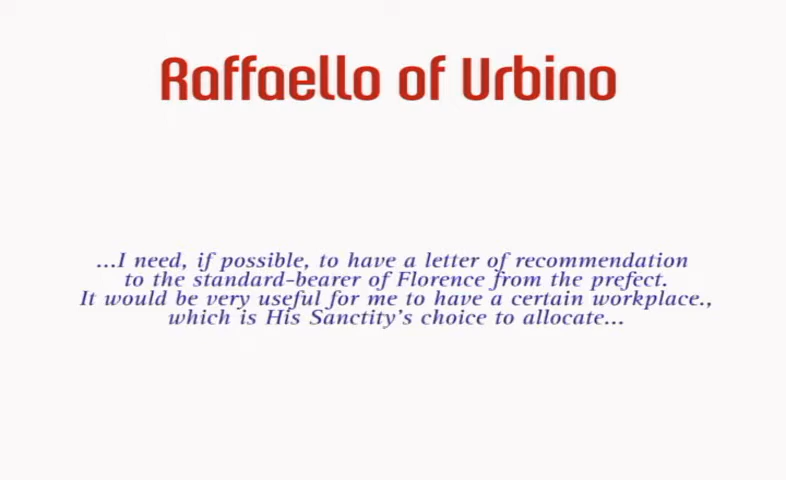 Raffaello of Urbino
...I need, if possible, to have a letter of recommendation
to the standard-bearer of Florence from the prefect.
It would be very useful for me to have a certain workplace.,
which is His Sanctity's choice to allocate...